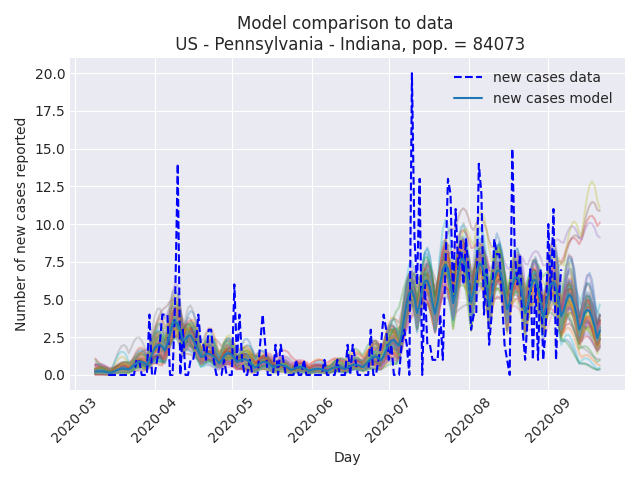 Model comparison to data
US - Pennsylvania - Indiana, pop. = 84073
20.0
17.5
15.0
12.5
10.0
7.5
5.0
2.5
0.0
Number of new cases reported
new cases data
new cases model
2020-03
2020-04
2020-05
2020-06
2020-07
2020-08
2020-09
Day